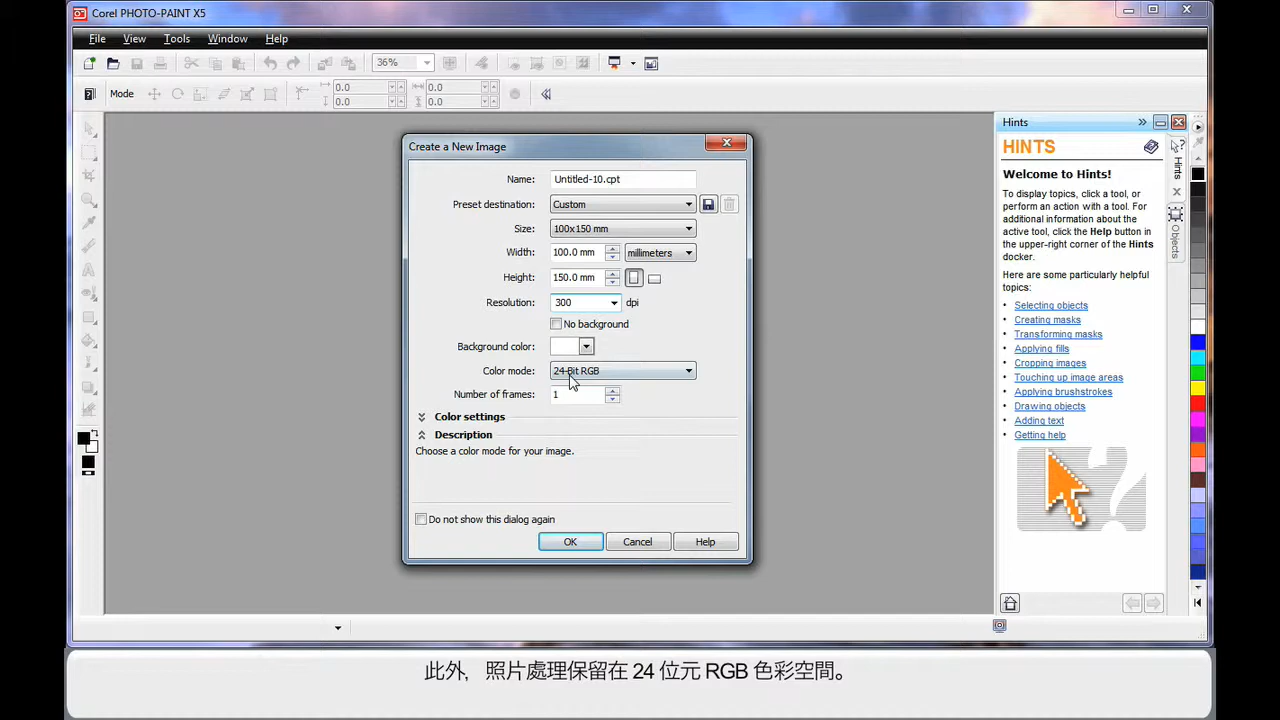 Corel PHOTO-PAINT X5
File View Tools Window Help
36%
Mode 0.0 0.0
0.0 0.0
Create a New Image
Name: Untitled-10.cpt
Preset destination: Custom
Size: 100x150 mm
Width: 100.0 mm millimeters
Height: 150.0 mm
Resolution: 300 dpi
No background
Background color:
Color mode: 24-Bit RGB
Number of frames: 1
Color settings
Description
Choose a color mode for your image.
Do not show this dialog again
OK Cancel Help
Hints
HINTS
Welcome to Hints!
To display topics, click a tool, or
perform an action with a tool. For
additional information about the
active tool, click the Help button in
the upper-right corner of the Hints
docker.
Here are some particularly helpful
topics:
• Selecting objects
• Creating masks
• Transforming masks
• Applying fills
• Cropping images
• Touching up image areas
• Applying brushstrokes
• Drawing objects
• Adding text
• Getting help
Hints
Objects
此外，照片處理保留在 24 位元 RGB 色彩空間。